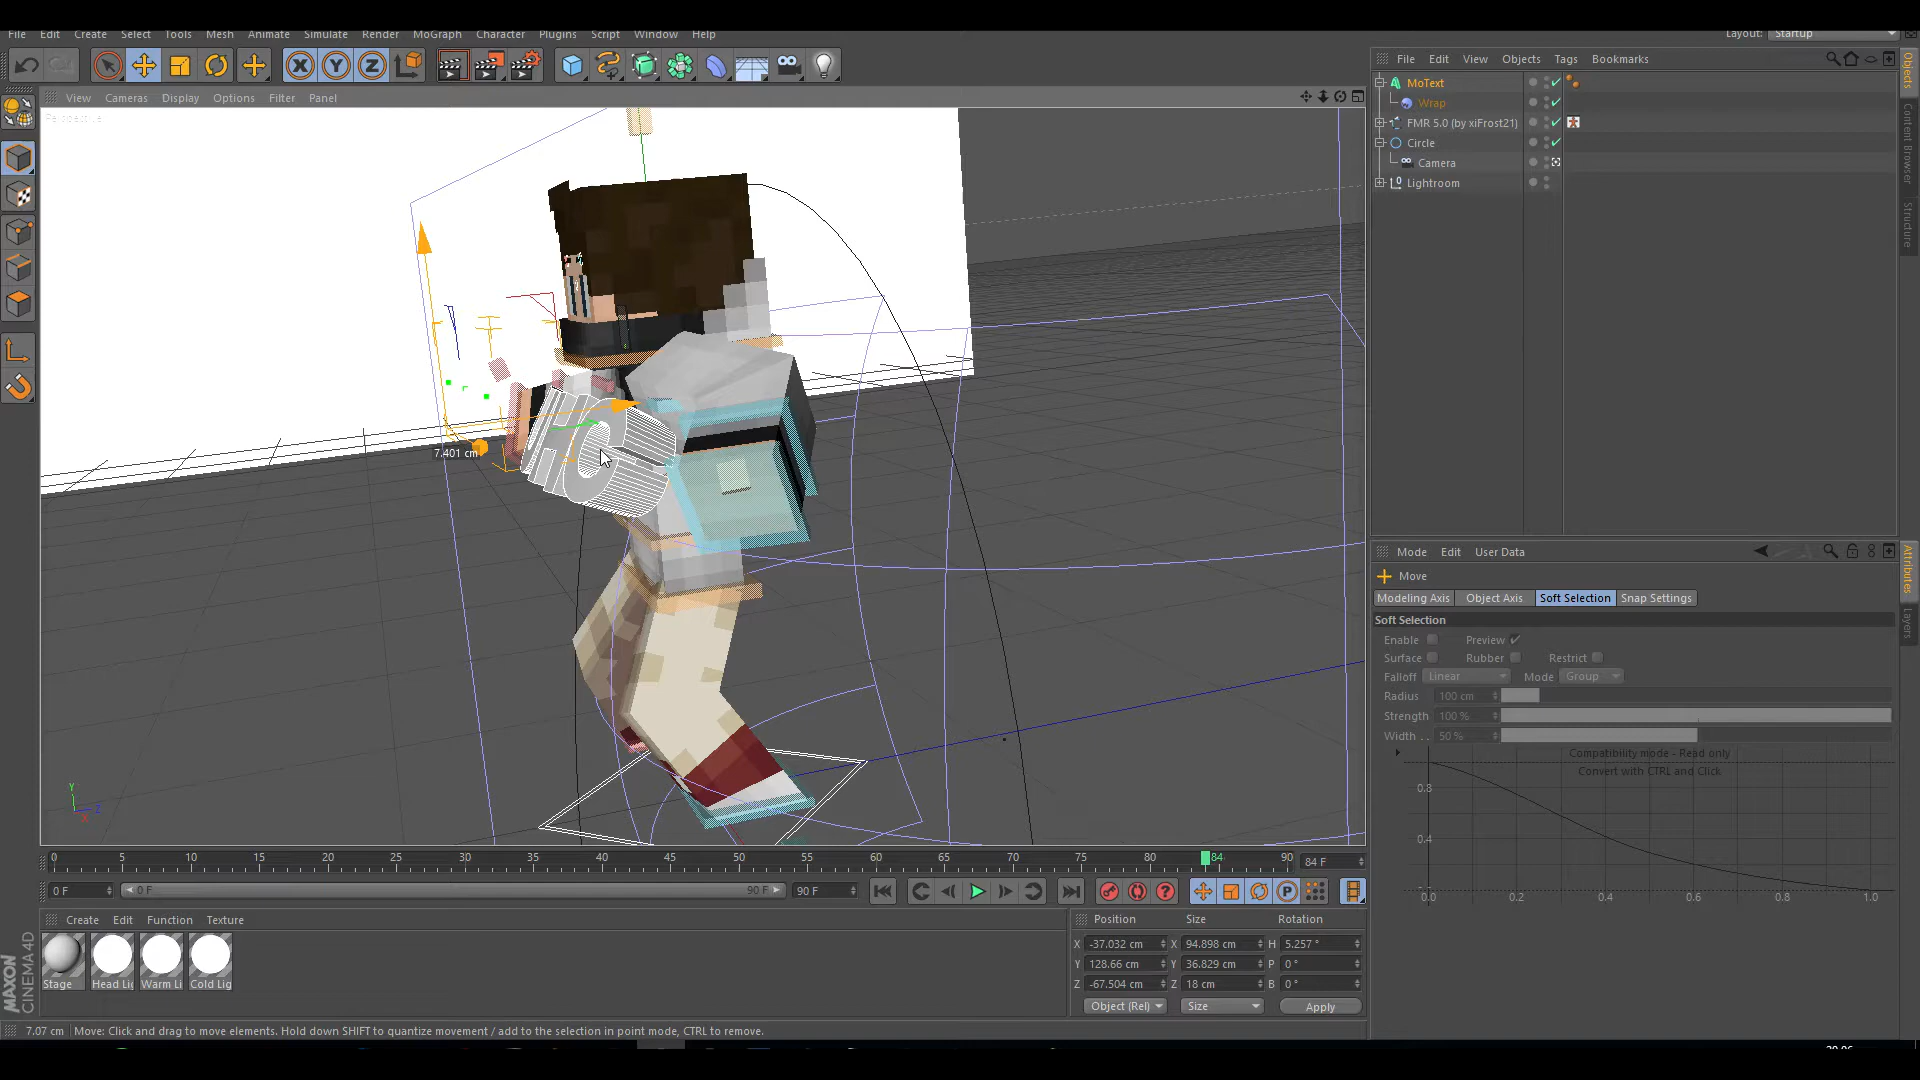 File Edit Create Select Tools Mesh Animate Simulate Render MoGraph Character Plugins Script Window Help Layout: Startup
View Cameras Display Options Filter Panel
Perspective
7.401 cm
Y Z X
File Edit View Objects Tags Bookmarks
MoText
Wrap
FMR 5.0 (by xiFrost21)
Circle
Camera
Lightroom
Objects
Content Browser
Structure
Mode Edit User Data
Move
Modeling Axis Object Axis Soft Selection Snap Settings
Soft Selection
Enable Preview
Surface Rubber Restrict
Falloff Linear Mode Group
Radius 100 cm
Strength 100 %
Width . . 50 %
Compatibility mode - Read only
Convert with CTRL and Click
0.8
0.4
0.0 0.2 0.4 0.6 0.8 1.0
Attributes
Layers
0 5 10 15 20 25 30 35 40 45 50 55 60 65 70 75 80 84 90 84 F
0 F 0 F 90 F 90 F
Create Edit Function Texture
Stage Head Lig Warm Li Cold Lig
Position Size Rotation
X -37.032 cm X 94.898 cm H 5.257 °
Y 128.66 cm Y 36.829 cm P 0 °
Z -67.504 cm Z 18 cm B 0 °
Object (Rel) Size Apply
MAXON
CINEMA 4D
7.07 cm Move: Click and drag to move elements. Hold down SHIFT to quantize movement / add to the selection in point mode, CTRL to remove.